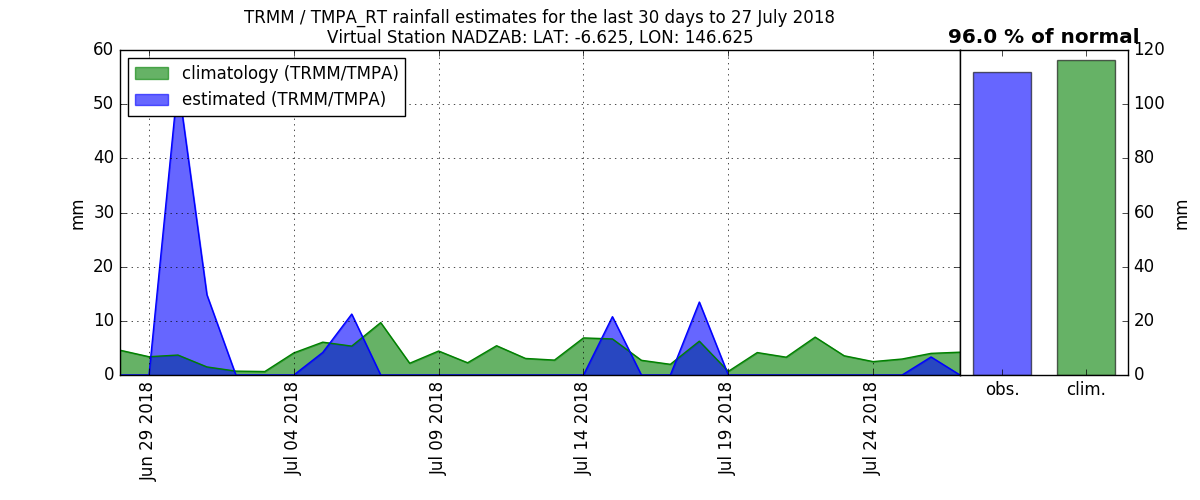 TRMM / TMPA_RT rainfall estimates for the last 30 days to 27 July 2018
Virtual Station NADZAB: LAT: -6.625, LON: 146.625
96.0 % of normal
climatology (TRMM/TMPA)
estimated (TRMM/TMPA)
60
50
40
30
20
10
0
mm
Jun 29 2018
Jul 04 2018
Jul 09 2018
Jul 14 2018
Jul 19 2018
Jul 24 2018
obs.
clim.
120
100
80
60
40
20
0
mm